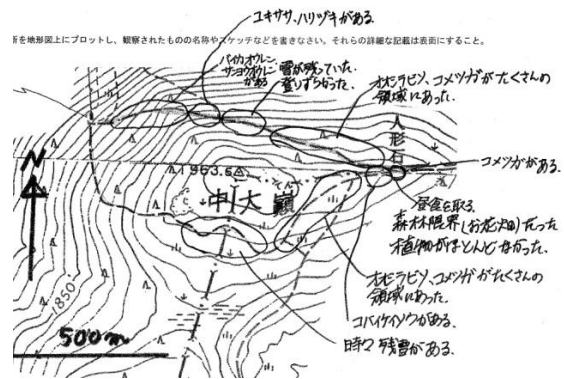 ユキササ、ハリブキがある。
所を地形図上にプロットし、観察されたものの名称やスケッチなどを書きなさい。それらの詳細な記載は表面にすること。
バイカオウレン、
サンヨウオウレン
がある
雪が残っていた。
登りずらかった。
オオシラビソ、コメツガがたくさんの
領域にあった。
人形石
コメツガがある。
1963.6
中大巓
N
昼食を取る。
森林限界(お花畑)だった
植物がほとんどなかった。
オオシラビソ、コメツガがたくさんの
領域にあった。
1850
コバイケイソウがある。
500m
時々残雪がある。